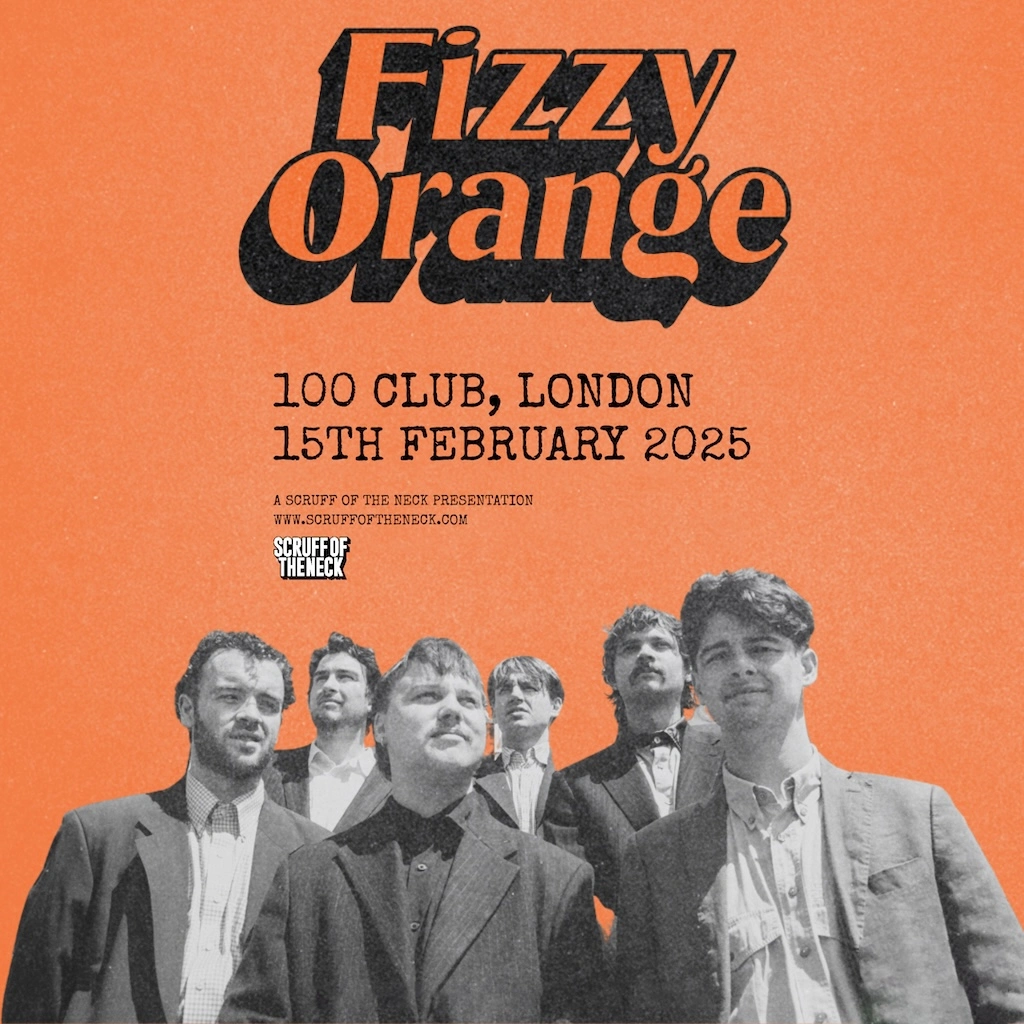 Fizzy
Orange
100 CLUB, LONDON
15TH FEBRUARY 2025
A SCRUFF OF THE NECK PRESENTATION
WWW.SCRUFFOFTHENECK.COM
SCRUFF OF
THE NECK